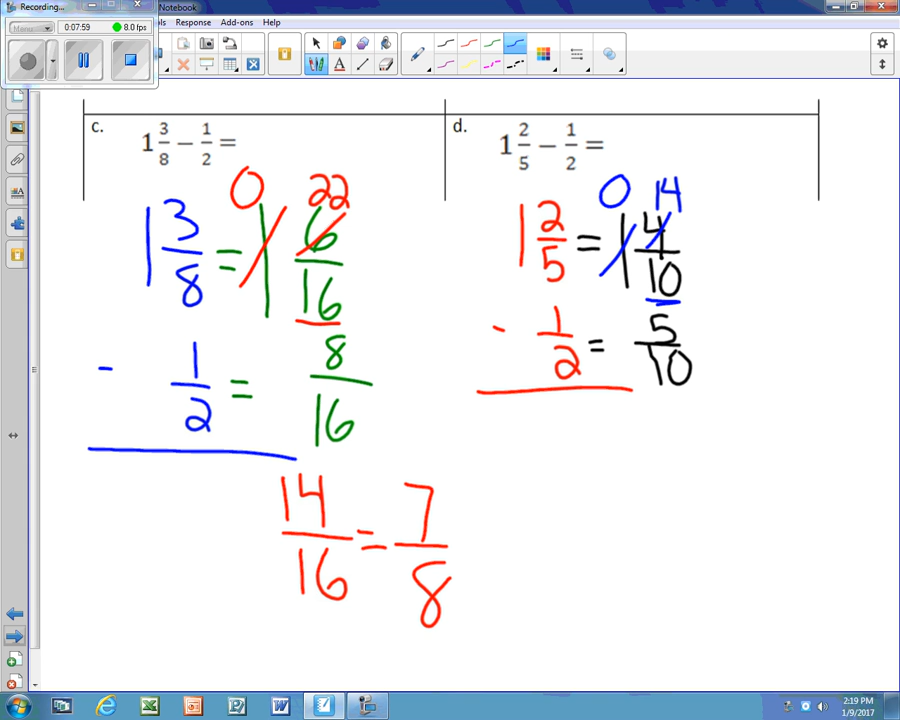 Recording...
Notebook
Menu
0:07:59
8.0 fps
Response Add-ons Help
c. 1 3/8 − 1/2 =
0 22
1 3/8 = 1 6/16
- 1/2 = 8/16
14/16 = 7/8
d. 1 2/5 − 1/2 =
0 14
1 2/5 = 1 4/10
- 1/2 = 5/10
2:19 PM
1/9/2017